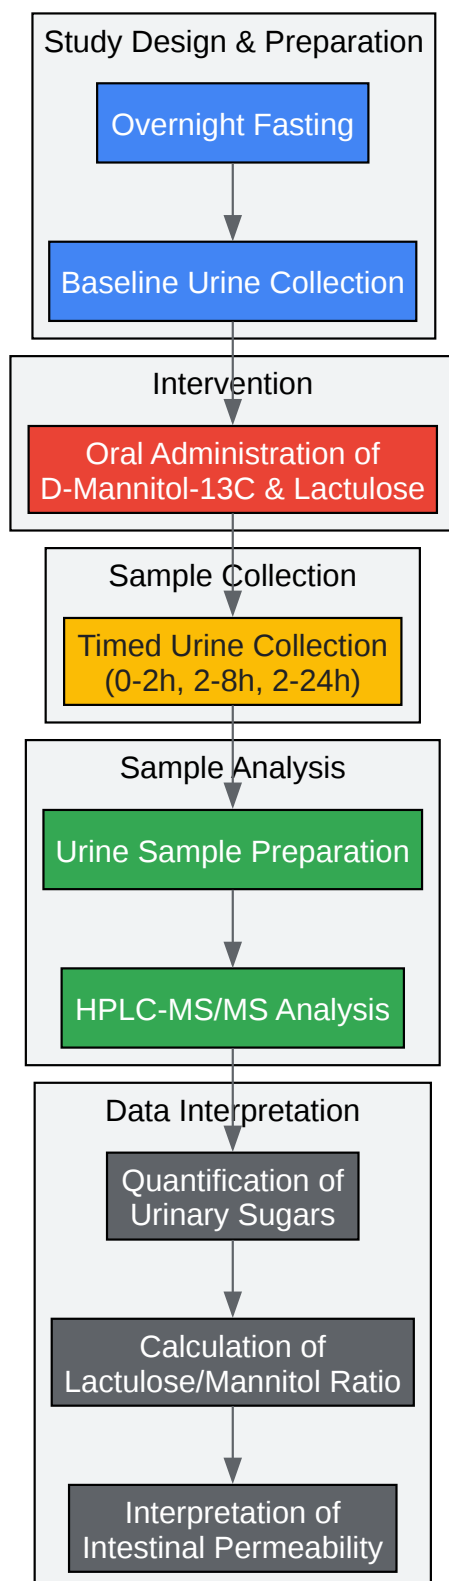 Study Design & Preparation
Overnight Fasting
Baseline Urine Collection
Intervention
Oral Administration of
D-Mannitol-13C & Lactulose
Sample Collection
Timed Urine Collection
(0-2h, 2-8h, 2-24h)
Sample Analysis
Urine Sample Preparation
HPLC-MS/MS Analysis
Data Interpretation
Quantification of
Urinary Sugars
Calculation of
Lactulose/Mannitol Ratio
Interpretation of
Intestinal Permeability